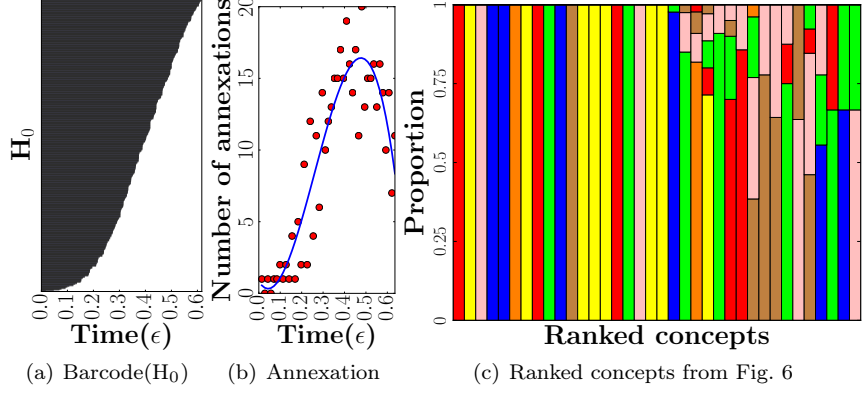 H0
0.0 0.1 0.2 0.3 0.4 0.5 0.6
Time(ϵ)
(a) Barcode(H0)
Number of annexations
20
15
10
5
0
0.0 0.1 0.2 0.3 0.4 0.5 0.6
Time(ϵ)
(b) Annexation
Proportion
1
0.75
0.5
0.25
0
Ranked concepts
(c) Ranked concepts from Fig. 6